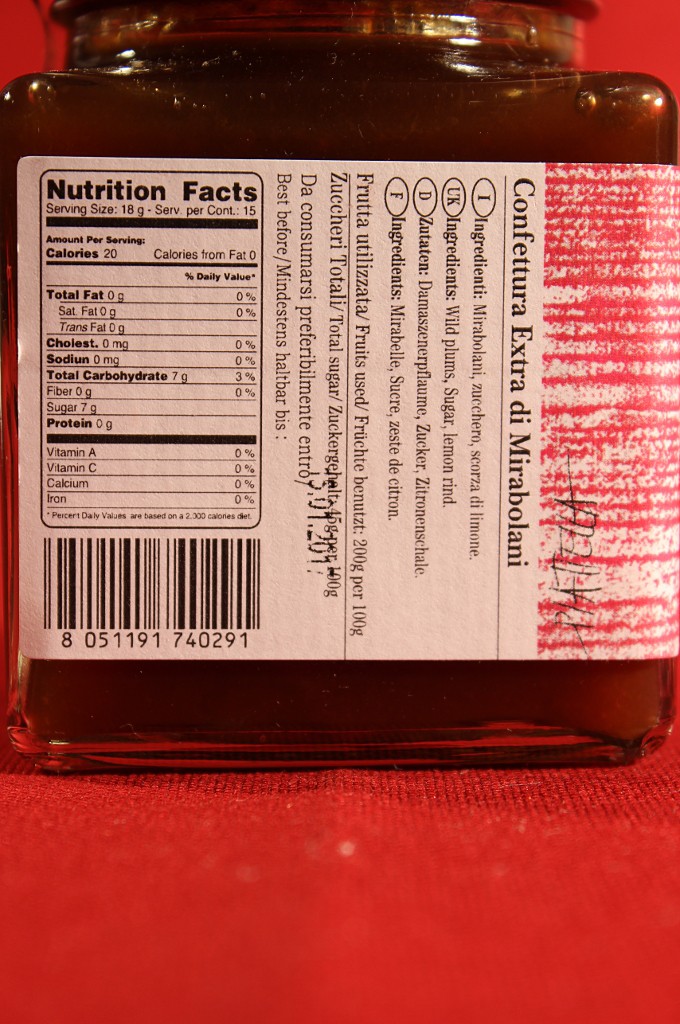 Nutrition Facts
Serving Size: 18 g - Serv. per Cont.: 15
Amount Per Serving:
Calories 20 Calories from Fat 0
% Daily Value*
Total Fat 0 g 0 %
Sat. Fat 0 g 0 %
Trans Fat 0 g
Cholest. 0 mg 0 %
Sodiun 0 mg 0 %
Total Carbohydrate 7 g 3 %
Fiber 0 g 0 %
Sugar 7 g
Protein 0 g
Vitamin A 0 %
Vitamin C 0 %
Calcium 0 %
Iron 0 %
* Percent Daily Values are based on a 2.000 calories diet.
8 051191 740291
Confettura Extra di Mirabolani
I Ingredienti: Mirabolani, zucchero, scorza di limone.
UK Ingredients: Wild plums, Sugar, lemon rind.
D Zutaten: Damaszenerpflaume, Zucker, Zitronenschale.
F Ingredients: Mirabelle, Sucre, zeste de citron.
Frutta utilizzata/ Fruits used/ Früchte benutzt: 200g per 100g
Zuccheri Totali/ Total sugar/ Zuckergehalt: 45g per 100g
Da consumarsi preferibilmente entro/
Best before/Mindestens haltbar bis :